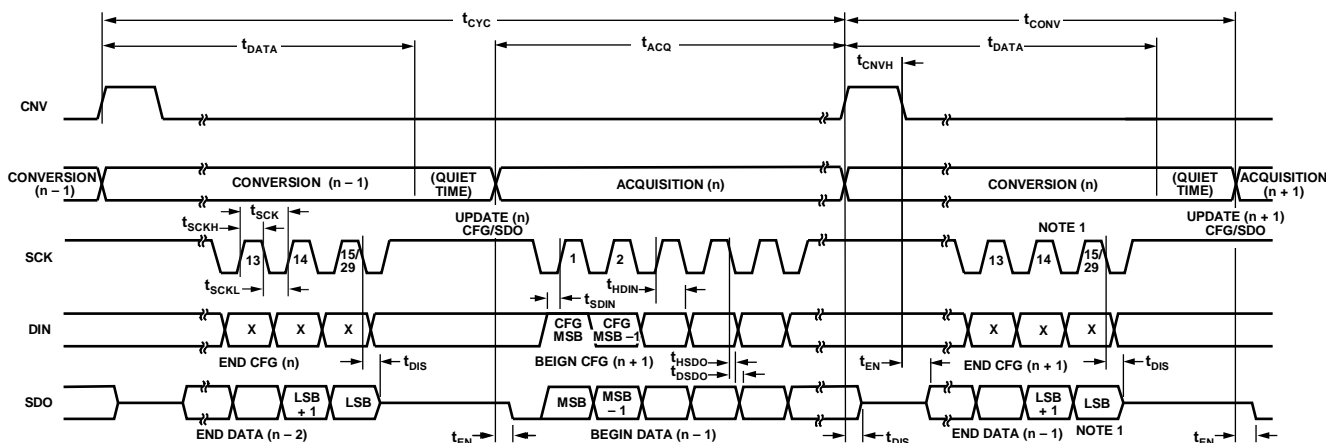 tCYC tCONV
tDATA tACQ tDATA
tCNVH
CNV
CONVERSION (n – 1) CONVERSION (n – 1) (QUIET TIME) ACQUISITION (n) CONVERSION (n) (QUIET TIME) ACQUISITION (n + 1)
tSCK UPDATE (n) CFG/SDO NOTE 1 UPDATE (n + 1) CFG/SDO
tSCKH
SCK 13 14 15/29 1 2 13 14 15/29
tSCKL tHDIN
tSDIN
DIN X X X CFG MSB CFG MSB –1 X X X
END CFG (n) tDIS BEIGN CFG (n + 1) tHSDO tEN END CFG (n + 1) tDIS
tDSDO
SDO LSB + 1 LSB MSB MSB – 1 LSB + 1 LSB
END DATA (n – 2) tEN BEGIN DATA (n – 1) tDIS END DATA (n – 1) NOTE 1 tEN